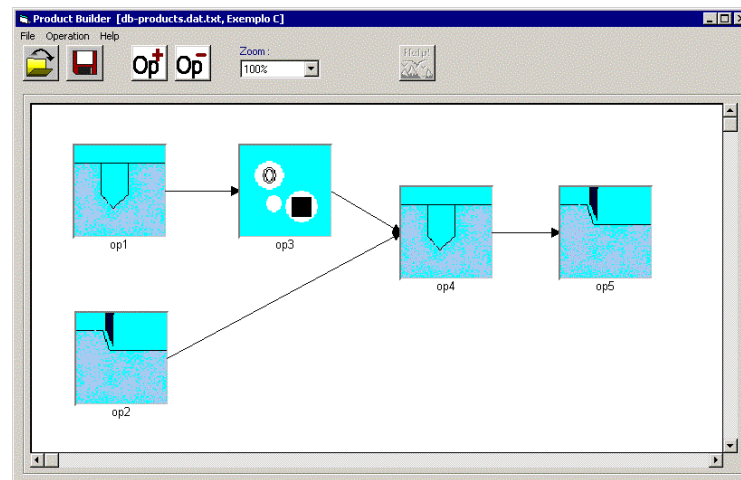 Product Builder [db-products.dat.txt, Exemplo C]
File Operation Help
Op+ Op-
Zoom :
100%
Help!
op1
op3
op4
op5
op2